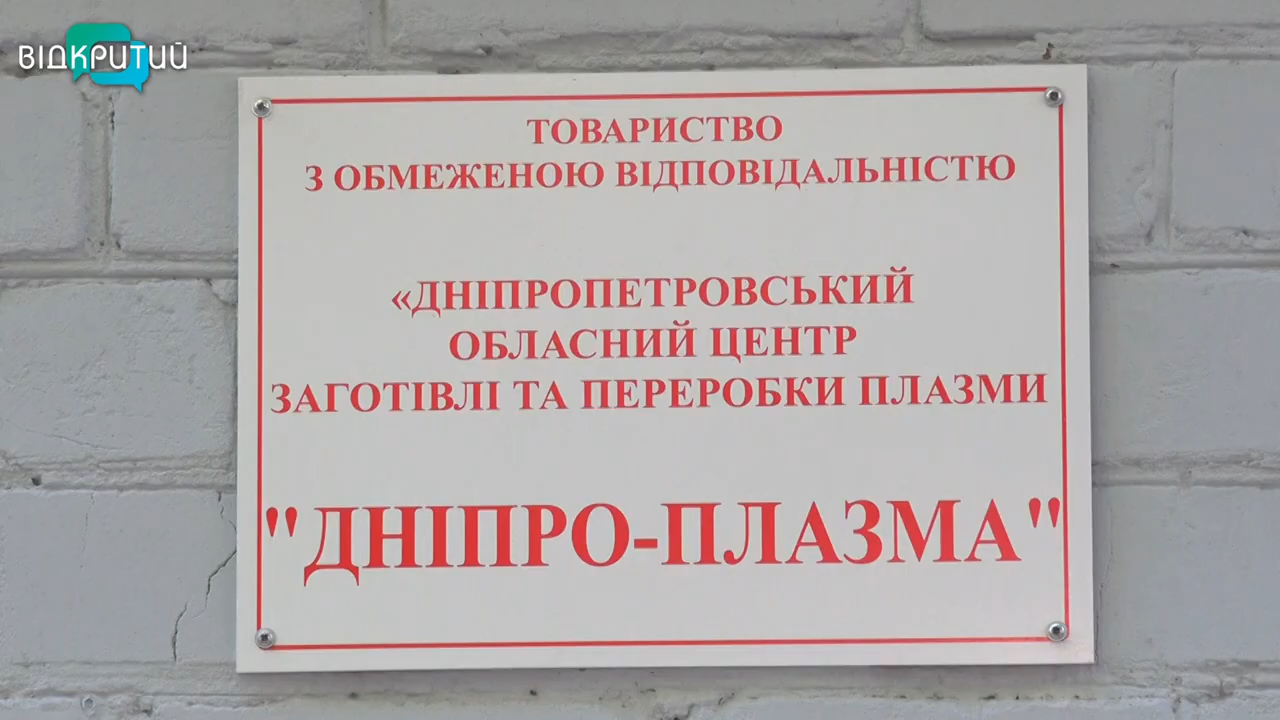 ВІДКРИТИЙ
ТОВАРИСТВО
З ОБМЕЖЕНОЮ ВІДПОВІДАЛЬНІСТЮ
«ДНІПРОПЕТРОВСЬКИЙ
ОБЛАСНИЙ ЦЕНТР
ЗАГОТІВЛІ ТА ПЕРЕРОБКИ ПЛАЗМИ
"ДНІПРО-ПЛАЗМА"